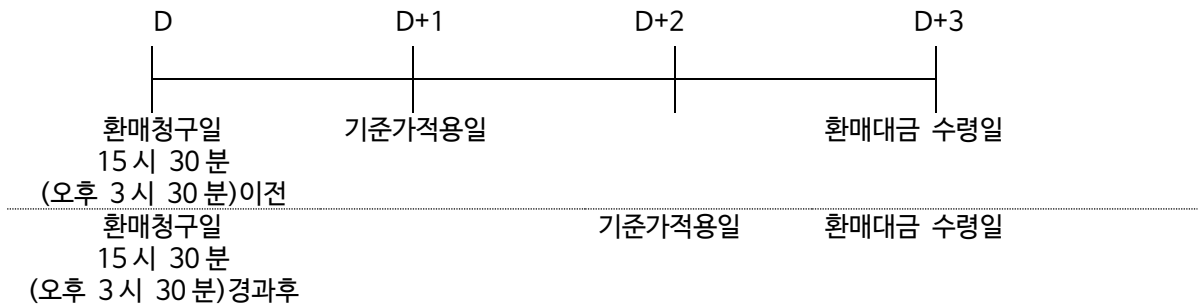 D D+1 D+2 D+3
환매청구일 기준가적용일 환매대금 수령일
15시 30분
(오후 3시 30분)이전
환매청구일 기준가적용일 환매대금 수령일
15시 30분
(오후 3시 30분)경과후